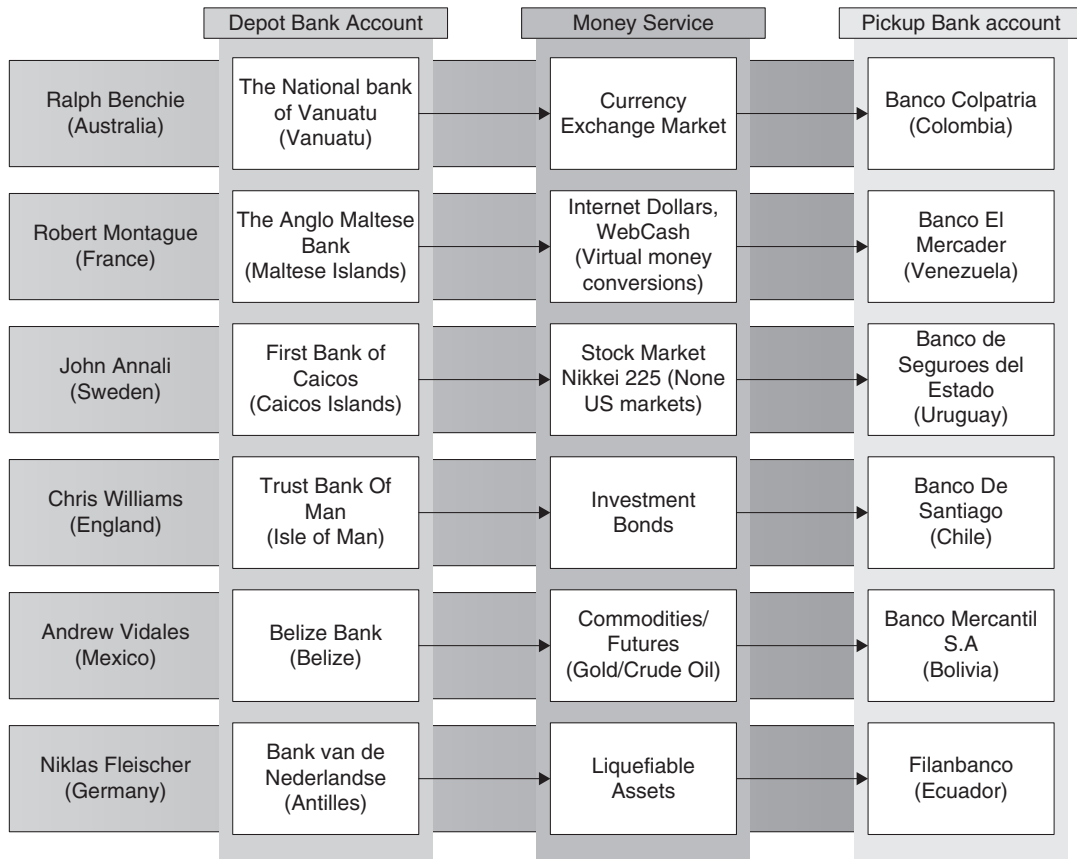 Depot Bank Account
Money Service
Pickup Bank account
Ralph Benchie
(Australia)
The National bank
of Vanuatu
(Vanuatu)
Currency
Exchange Market
Banco Colpatria
(Colombia)
Robert Montague
(France)
The Anglo Maltese
Bank
(Maltese Islands)
Internet Dollars,
WebCash
(Virtual money
conversions)
Banco El
Mercader
(Venezuela)
John Annali
(Sweden)
First Bank of
Caicos
(Caicos Islands)
Stock Market
Nikkei 225 (None
US markets)
Banco de
Seguroes del
Estado
(Uruguay)
Chris Williams
(England)
Trust Bank Of
Man
(Isle of Man)
Investment
Bonds
Banco De
Santiago
(Chile)
Andrew Vidales
(Mexico)
Belize Bank
(Belize)
Commodities/
Futures
(Gold/Crude Oil)
Banco Mercantil
S.A
(Bolivia)
Niklas Fleischer
(Germany)
Bank van de
Nederlandse
(Antilles)
Liquefiable
Assets
Filanbanco
(Ecuador)